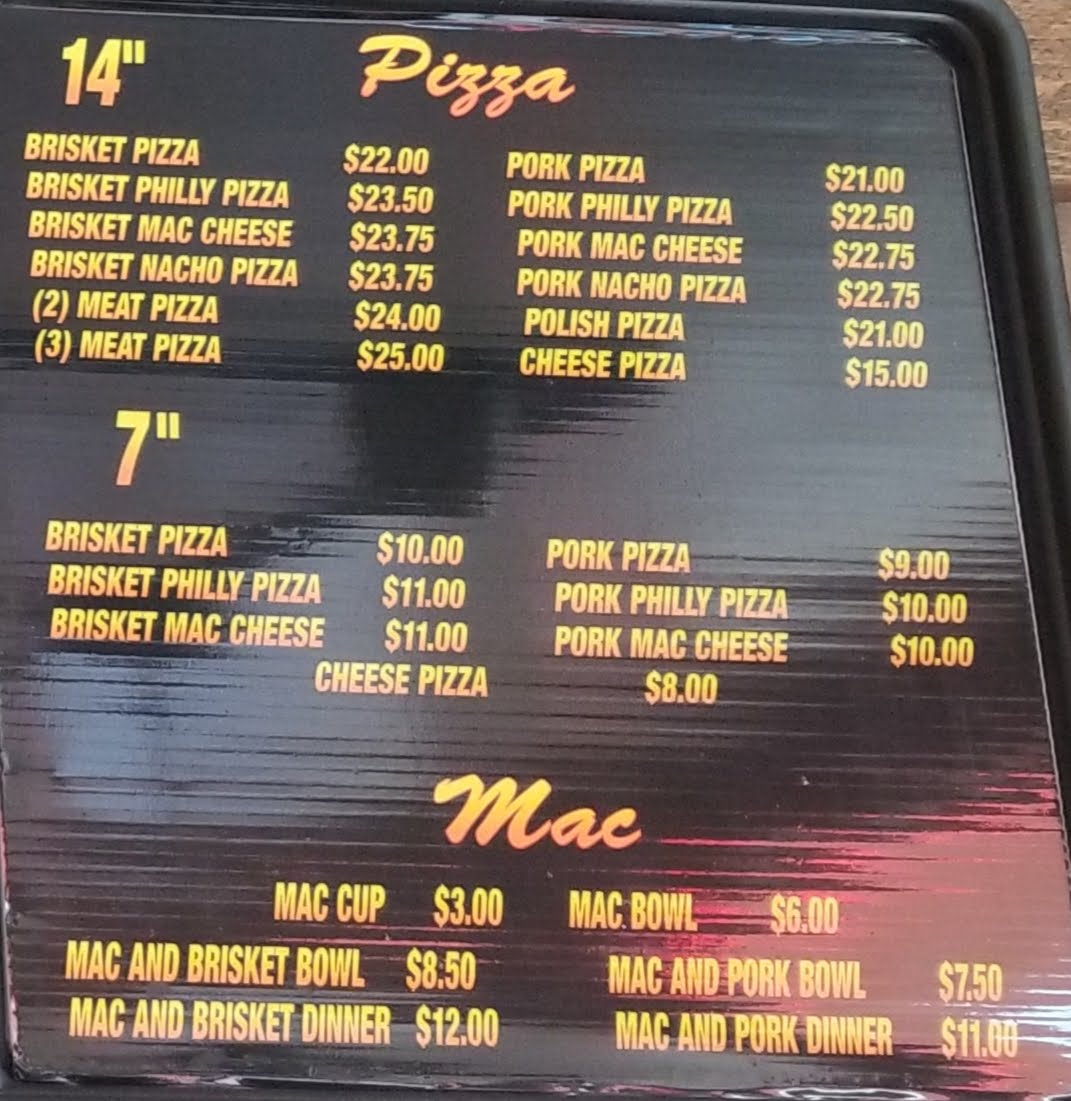 14" Pizza
BRISKET PIZZA $22.00 PORK PIZZA $21.00
BRISKET PHILLY PIZZA $23.50 PORK PHILLY PIZZA $22.50
BRISKET MAC CHEESE $23.75 PORK MAC CHEESE $22.75
BRISKET NACHO PIZZA $23.75 PORK NACHO PIZZA $22.75
(2) MEAT PIZZA $24.00 POLISH PIZZA $21.00
(3) MEAT PIZZA $25.00 CHEESE PIZZA $15.00
7"
BRISKET PIZZA $10.00 PORK PIZZA $9.00
BRISKET PHILLY PIZZA $11.00 PORK PHILLY PIZZA $10.00
BRISKET MAC CHEESE $11.00 PORK MAC CHEESE $10.00
CHEESE PIZZA $8.00
Mac
MAC CUP $3.00 MAC BOWL $6.00
MAC AND BRISKET BOWL $8.50 MAC AND PORK BOWL $7.50
MAC AND BRISKET DINNER $12.00 MAC AND PORK DINNER $11.00